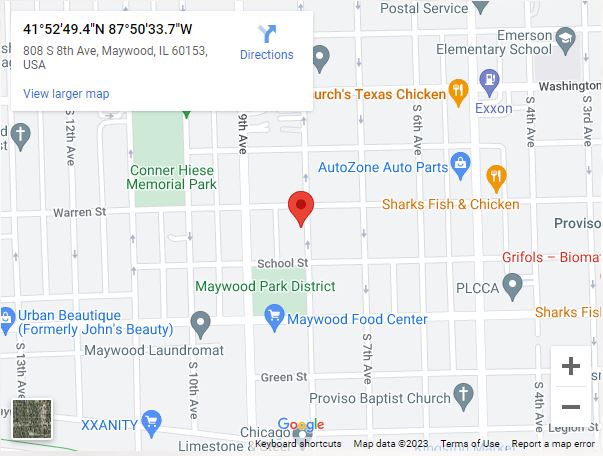 41°52'49.4"N 87°50'33.7"W
808 S 8th Ave, Maywood, IL 60153,
USA
Directions
View larger map
Postal Service
Emerson
Elementary School
Washington
urch's Texas Chicken
Exxon
S 12th Ave
9th Ave
S 6th Ave
S 4th Ave
S 3rd Ave
Conner Hiese
Memorial Park
AutoZone Auto Parts
Sharks Fish & Chicken
Warren St
Proviso
School St
Grifols – Biomat
Maywood Park District
PLCCA
Urban Beautique
(Formerly John's Beauty)
Maywood Food Center
Sharks Fish
Maywood Laundromat
S 13th Ave
S 10th Ave
S 7th Ave
Green St
Proviso Baptist Church
S 4th Ave
XXANITY
Google
Chicago
Legion St
Limestone &
Keyboard shortcuts
Map data ©2023
Terms of Use
Report a map error